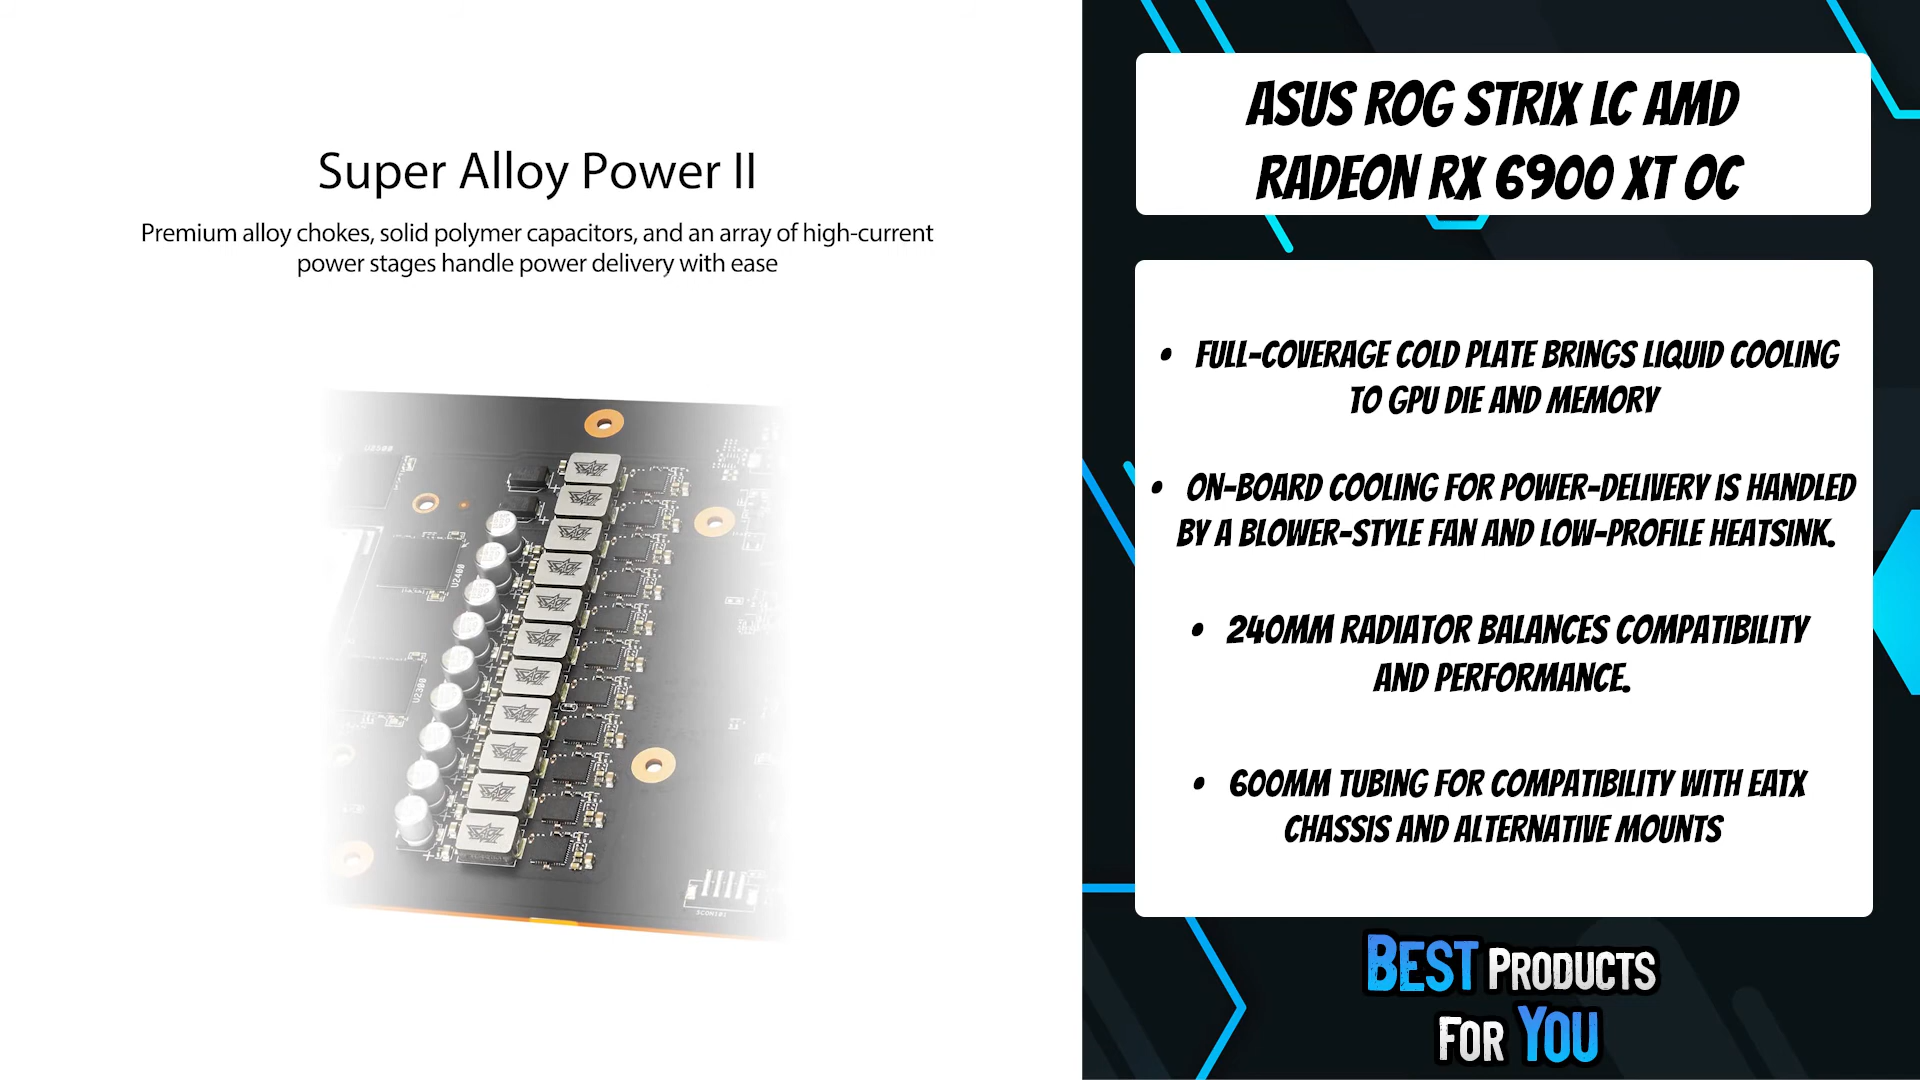 Super Alloy Power II
Premium alloy chokes, solid polymer capacitors, and an array of high-current
power stages handle power delivery with ease
U2400
U2300
SCON101
ASUS ROG STRIX LC AMD
RADEON RX 6900 XT OC
• FULL-COVERAGE COLD PLATE BRINGS LIQUID COOLING
TO GPU DIE AND MEMORY
• ON-BOARD COOLING FOR POWER-DELIVERY IS HANDLED
BY A BLOWER-STYLE FAN AND LOW-PROFILE HEATSINK.
• 240MM RADIATOR BALANCES COMPATIBILITY
AND PERFORMANCE.
• 600MM TUBING FOR COMPATIBILITY WITH EATX
CHASSIS AND ALTERNATIVE MOUNTS
BEST PRODUCTS
FOR YOU